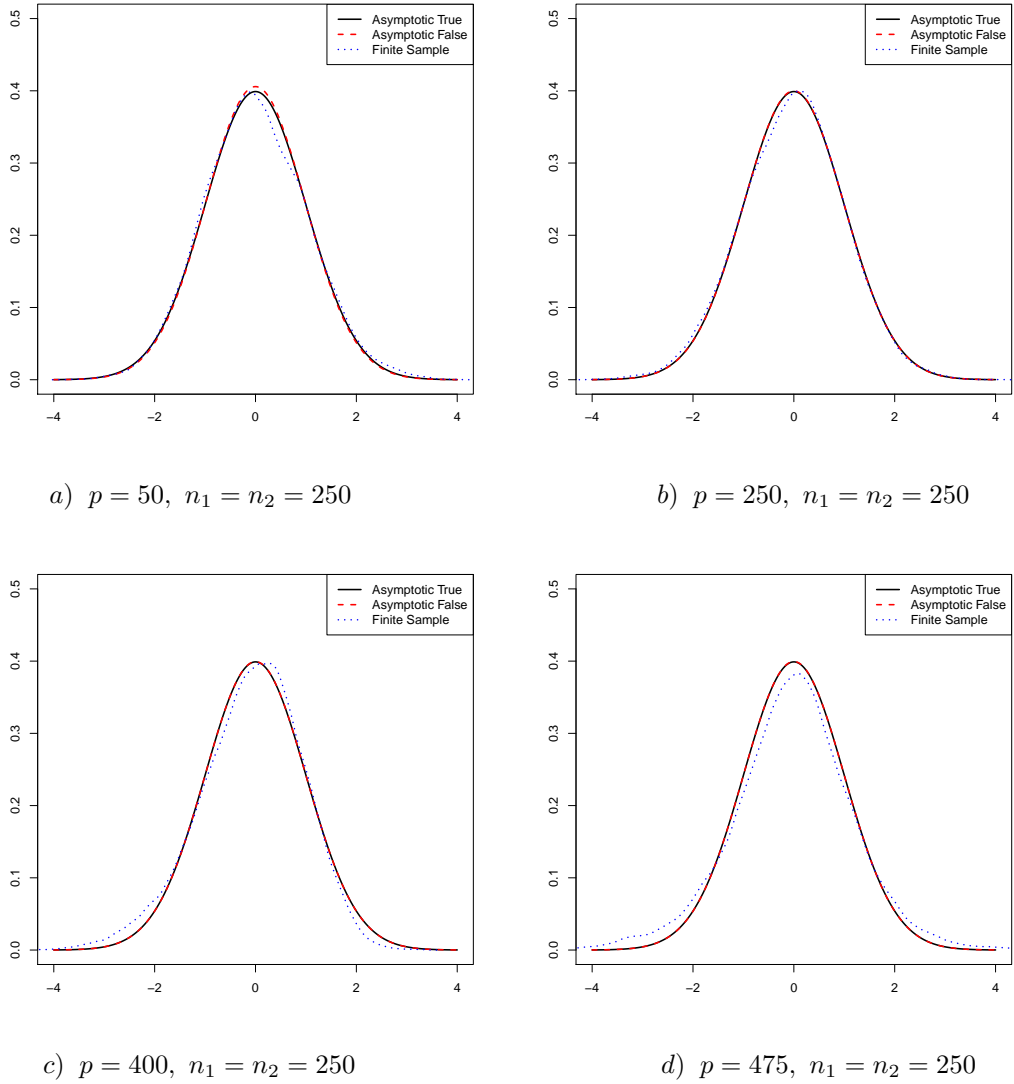 Asymptotic True
Asymptotic False
Finite Sample
0.5
0.4
0.3
0.2
0.1
0.0
−4 −2 0 2 4
a) p = 50, n₁ = n₂ = 250
Asymptotic True
Asymptotic False
Finite Sample
0.5
0.4
0.3
0.2
0.1
0.0
−4 −2 0 2 4
b) p = 250, n₁ = n₂ = 250
Asymptotic True
Asymptotic False
Finite Sample
0.5
0.4
0.3
0.2
0.1
0.0
−4 −2 0 2 4
c) p = 400, n₁ = n₂ = 250
Asymptotic True
Asymptotic False
Finite Sample
0.5
0.4
0.3
0.2
0.1
0.0
−4 −2 0 2 4
d) p = 475, n₁ = n₂ = 250